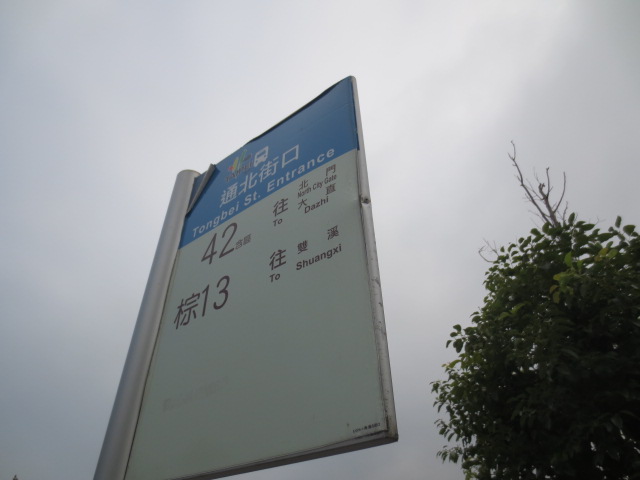 通北街口
Tongbei St. Entrance
42 往 北門
North City Gate
To 大直
Dazhi
棕13 往 雙溪
To Shuangxi